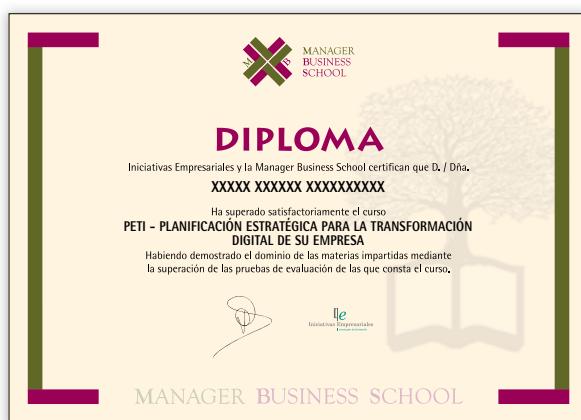 M B
MANAGER
BUSINESS
SCHOOL
DIPLOMA
Iniciativas Empresariales y la Manager Business School certifican que D. / Dña.
XXXXX XXXXXX XXXXXXXXXX
Ha superado satisfactoriamente el curso
PETI - PLANIFICACIÓN ESTRATÉGICA PARA LA TRANSFORMACIÓN
DIGITAL DE SU EMPRESA
Habiendo demostrado el dominio de las materias impartidas mediante
la superación de las pruebas de evaluación de las que consta el curso.
Ie
Iniciativas Empresariales
MANAGER BUSINESS SCHOOL